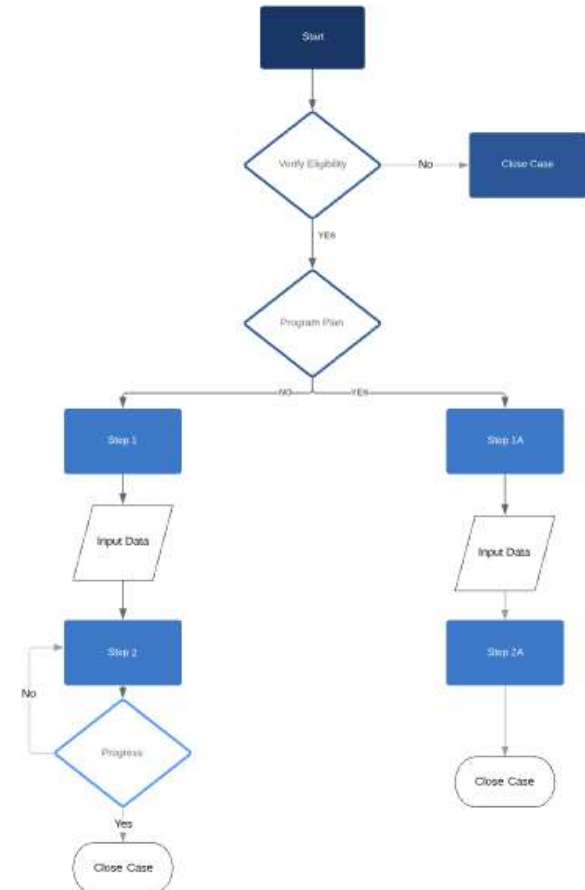 Start
Verify Eligibility
No
Close Case
YES
Program Plan
NO
YES
Step 1
Step 1A
Input Data
Input Data
Step 2
Step 2A
No
Progress
Close Case
Yes
Close Case